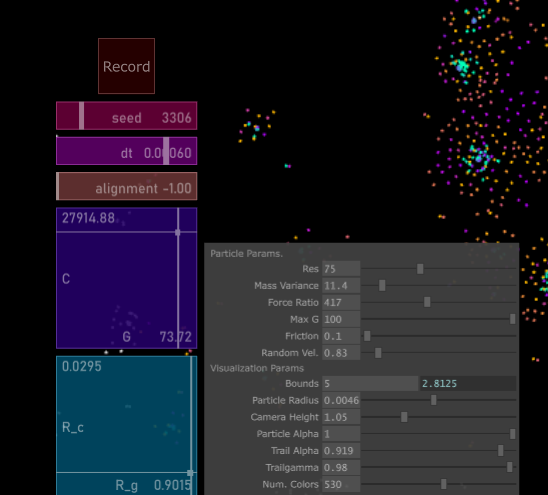 Record
seed 3306
dt 0.00060
alignment -1.00
27914.88
C
G 73.72
0.0295
R_c
R_g 0.9015
Particle Params.
Res 75
Mass Variance 11.4
Force Ratio 417
Max G 100
Friction 0.1
Random Vel. 0.83
Visualization Params
Bounds 5 2.8125
Particle Radius 0.0046
Camera Height 1.05
Particle Alpha 1
Trail Alpha 0.919
Trailgamma 0.98
Num. Colors 530